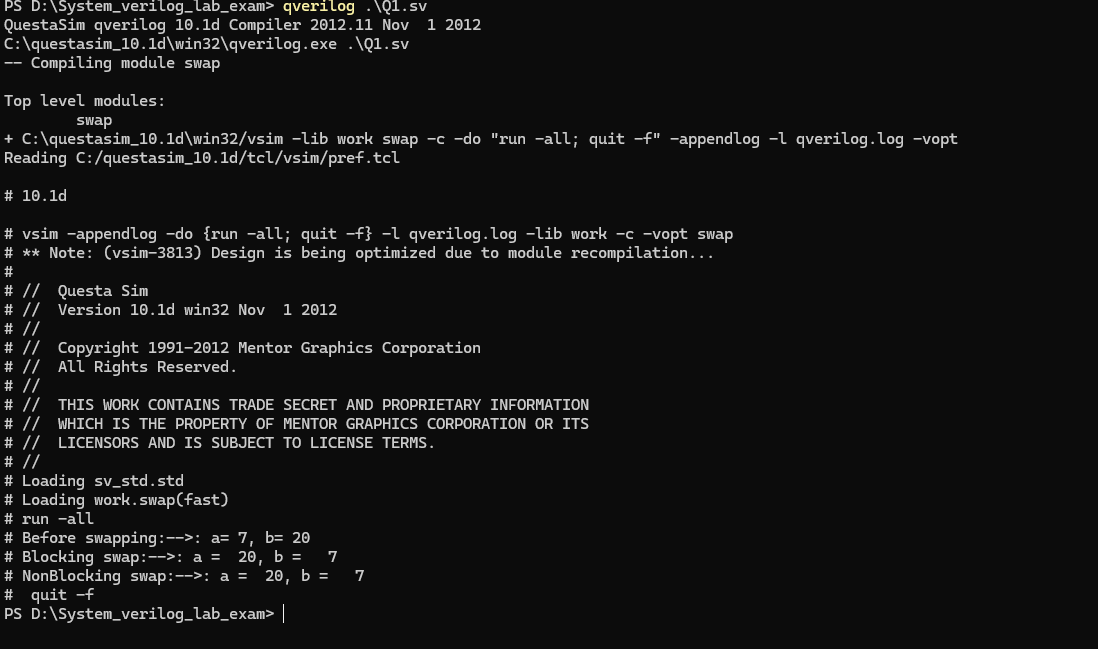 PS D:\System_verilog_lab_exam> qverilog .\Q1.sv
QuestaSim qverilog 10.1d Compiler 2012.11 Nov  1 2012
C:\questasim_10.1d\win32\qverilog.exe .\Q1.sv
-- Compiling module swap

Top level modules:
        swap
+ C:\questasim_10.1d\win32/vsim -lib work swap -c -do "run -all; quit -f" -appendlog -l qverilog.log -vopt
Reading C:/questasim_10.1d/tcl/vsim/pref.tcl

# 10.1d

# vsim -appendlog -do {run -all; quit -f} -l qverilog.log -lib work -c -vopt swap
# ** Note: (vsim-3813) Design is being optimized due to module recompilation...
#
# //  Questa Sim
# //  Version 10.1d win32 Nov  1 2012
# //
# //  Copyright 1991-2012 Mentor Graphics Corporation
# //  All Rights Reserved.
# //
# //  THIS WORK CONTAINS TRADE SECRET AND PROPRIETARY INFORMATION
# //  WHICH IS THE PROPERTY OF MENTOR GRAPHICS CORPORATION OR ITS
# //  LICENSORS AND IS SUBJECT TO LICENSE TERMS.
# //
# Loading sv_std.std
# Loading work.swap(fast)
# run -all
# Before swapping:-->: a= 7, b= 20
# Blocking swap:-->: a =  20, b =   7
# NonBlocking swap:-->: a =  20, b =   7
#  quit -f
PS D:\System_verilog_lab_exam>